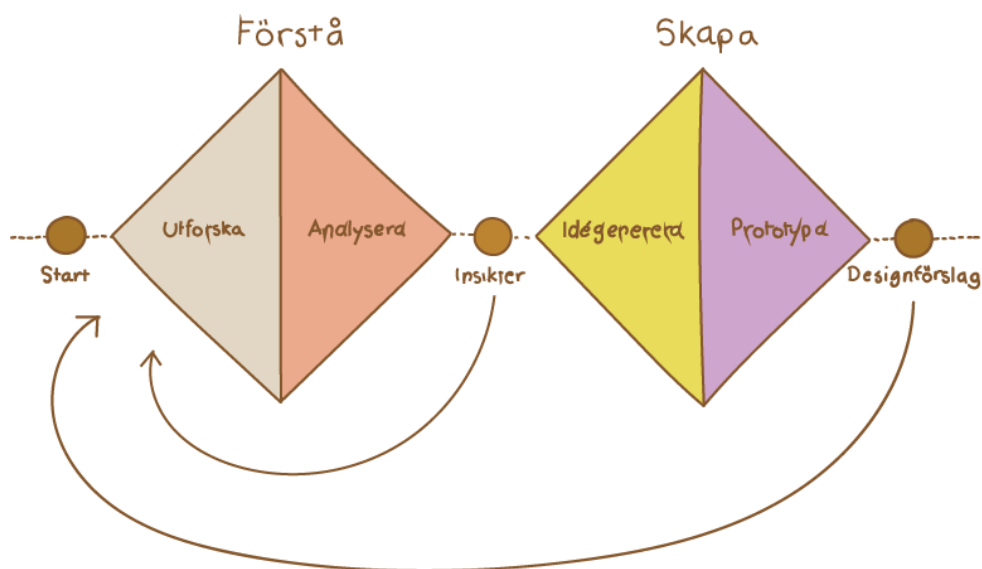 Förstå
Skapa
Utforska
Analysera
Idégenerera
Prototypa
Start
Insikter
Designförslag